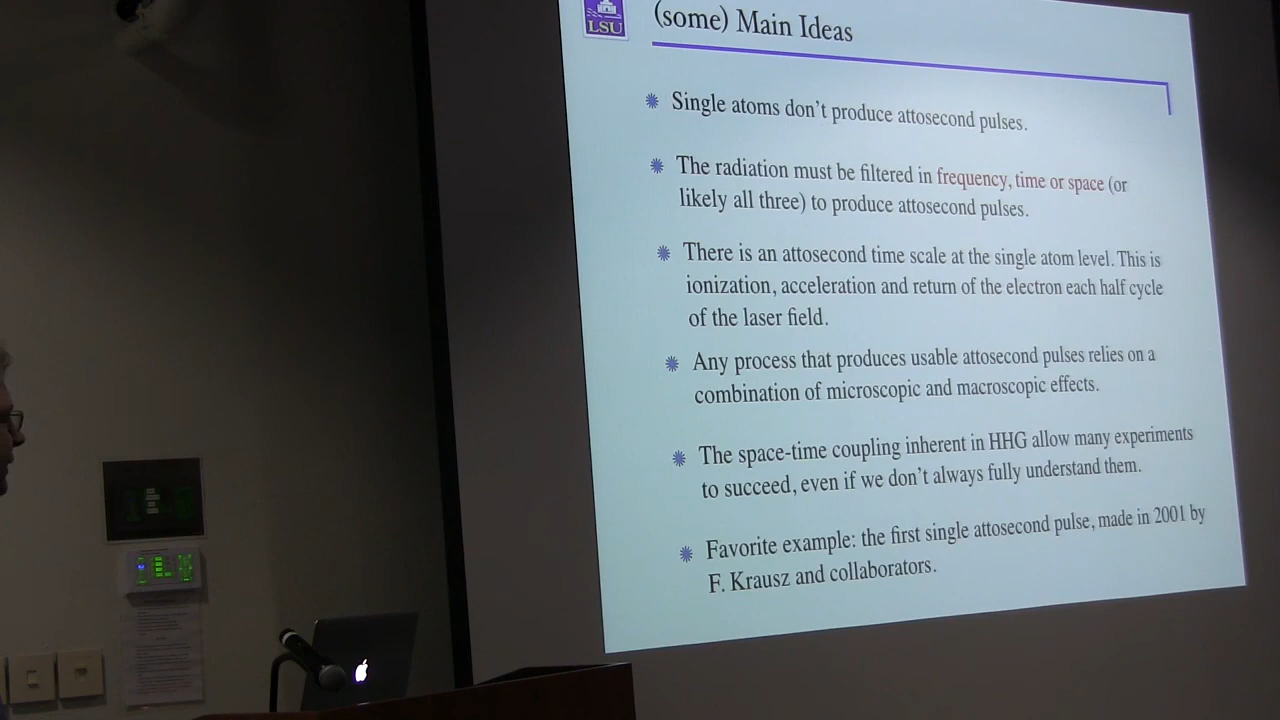 LSU
(some) Main Ideas
Single atoms don't produce attosecond pulses.
The radiation must be filtered in frequency, time or space (or
likely all three) to produce attosecond pulses.
There is an attosecond time scale at the single atom level. This is
ionization, acceleration and return of the electron each half cycle
of the laser field.
Any process that produces usable attosecond pulses relies on a
combination of microscopic and macroscopic effects.
The space-time coupling inherent in HHG allow many experiments
to succeed, even if we don't always fully understand them.
Favorite example: the first single attosecond pulse, made in 2001 by
F. Krausz and collaborators.